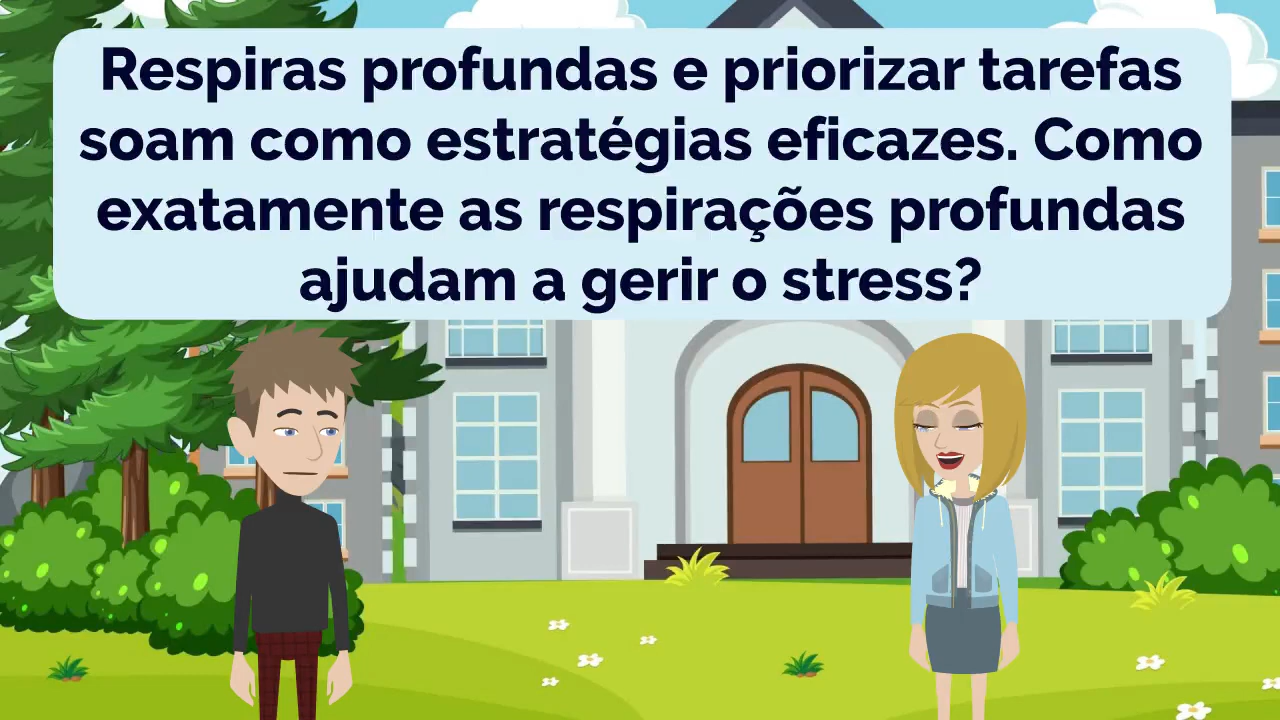 Respiras profundas e priorizar tarefas
soam como estratégias eficazes. Como
exatamente as respirações profundas
ajudam a gerir o stress?